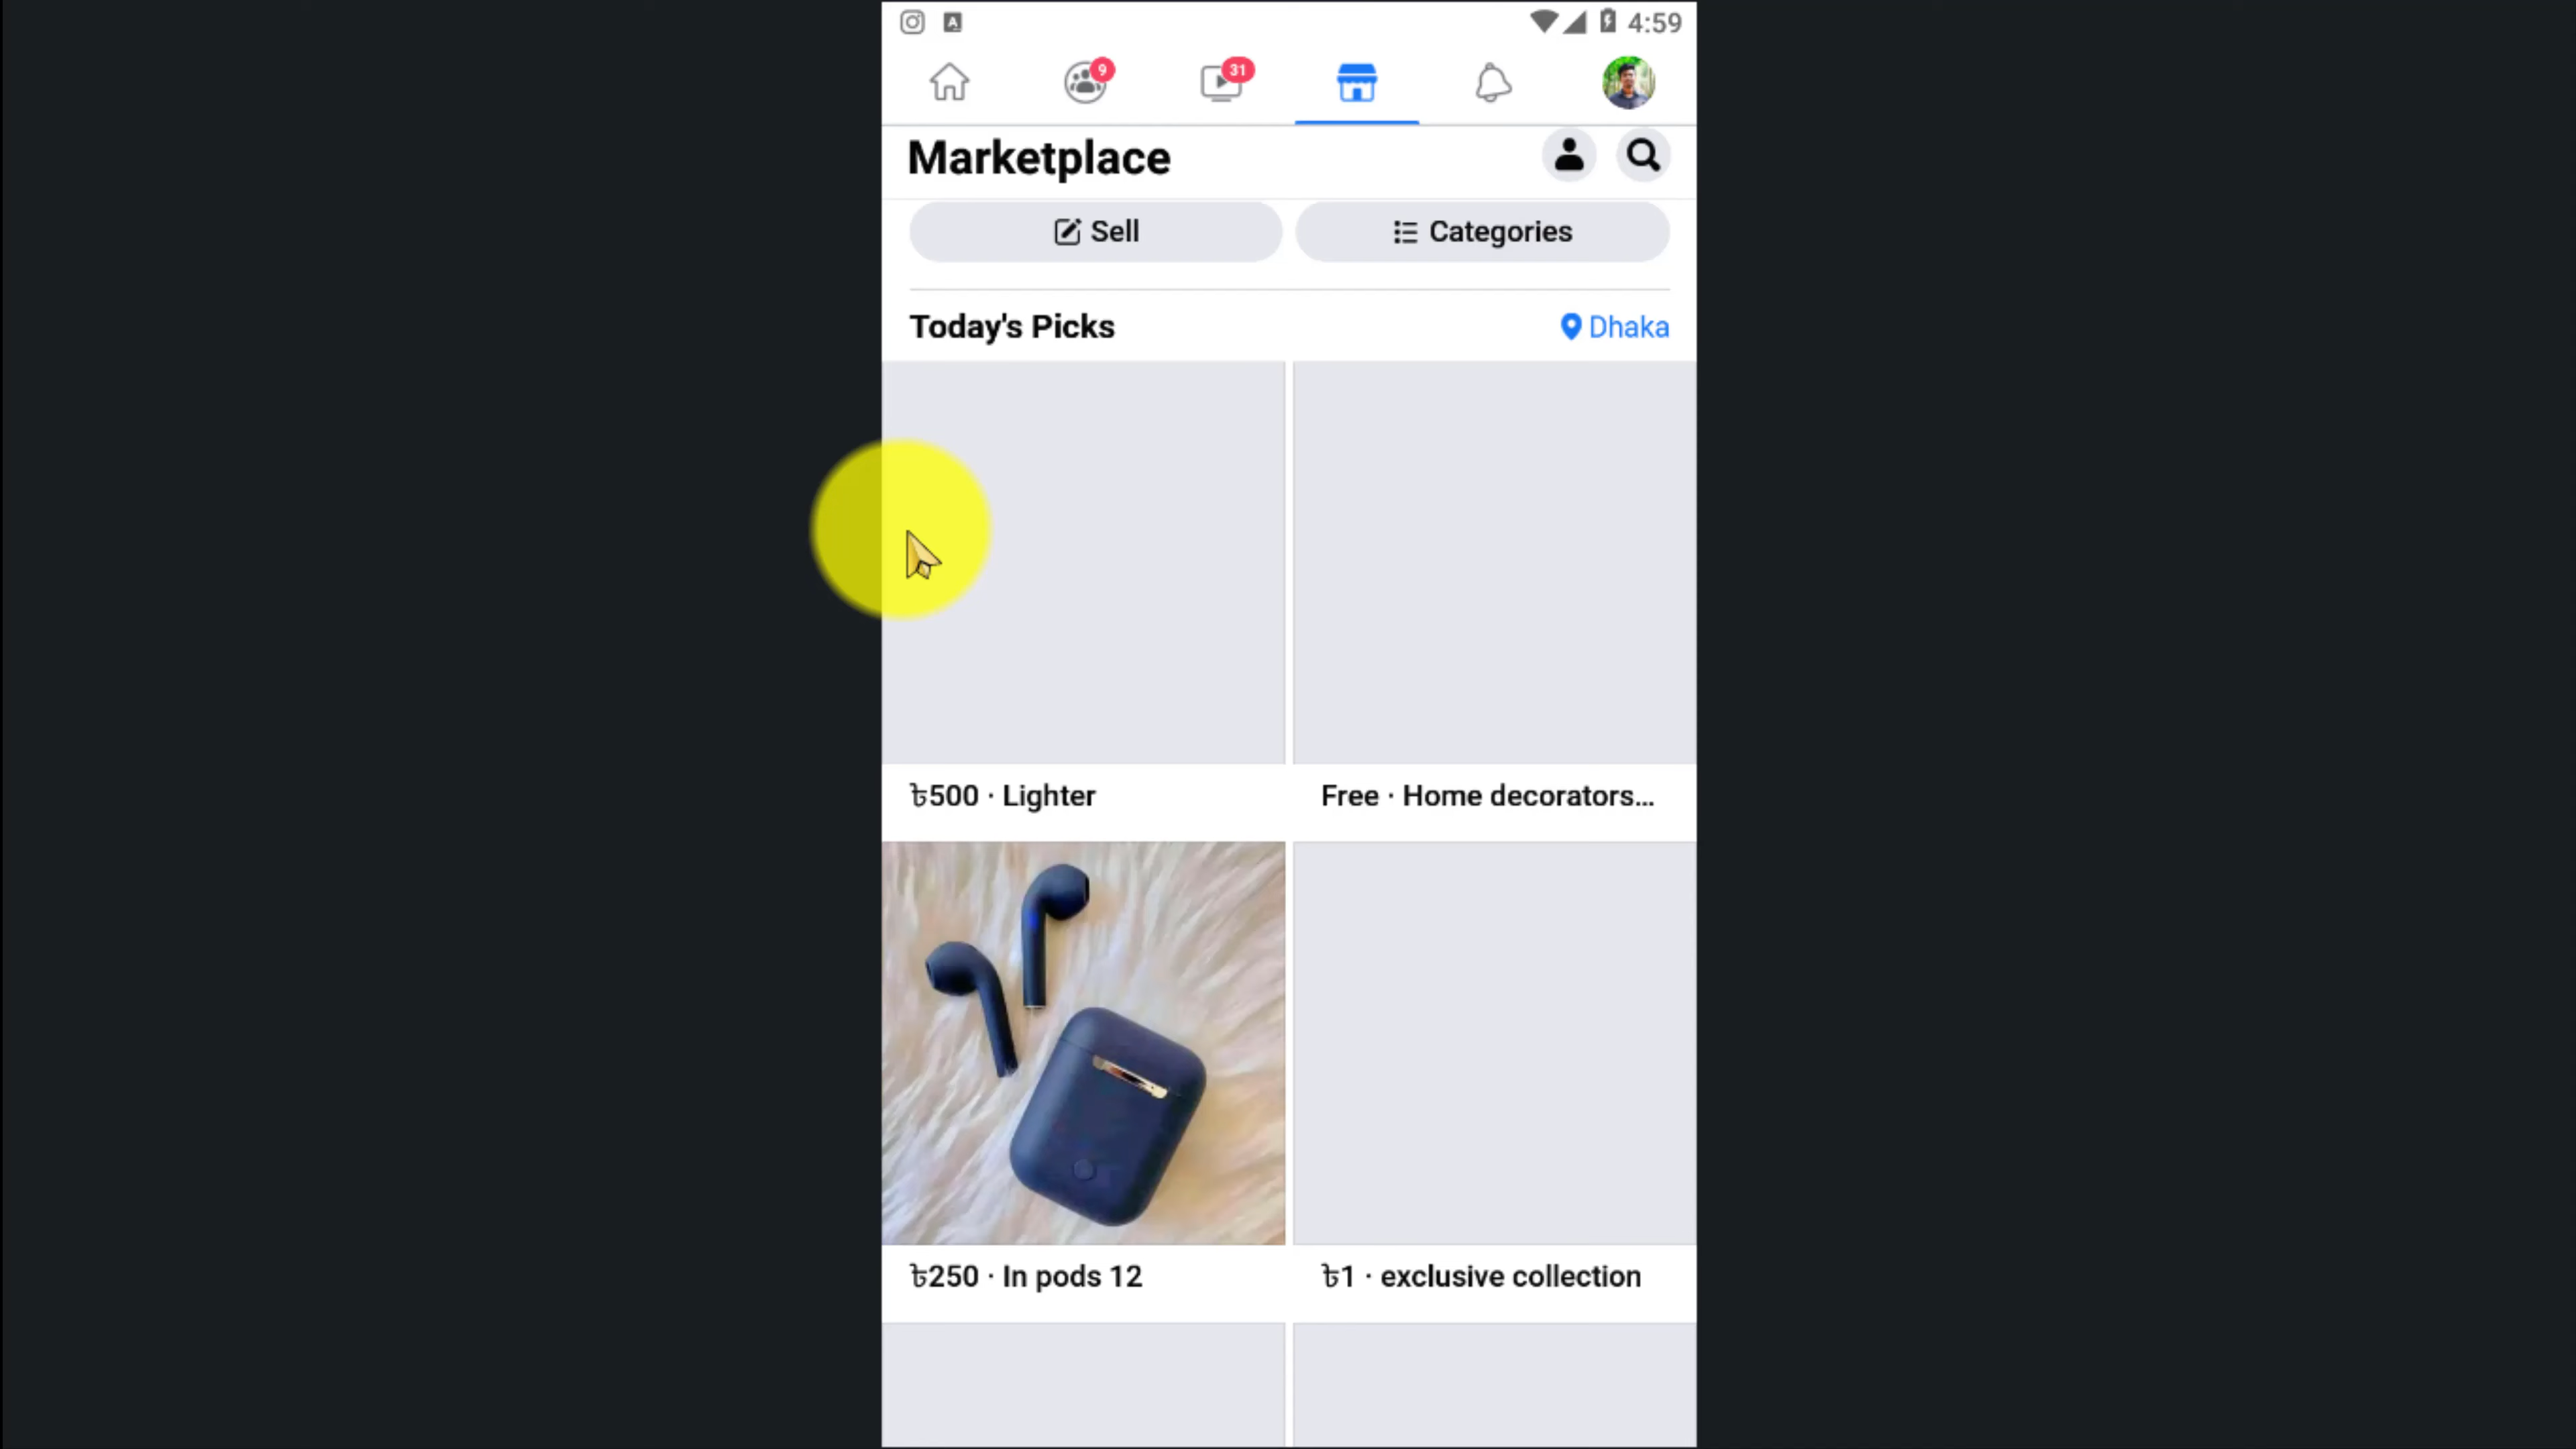 4:59
9
31
Marketplace
Sell
Categories
Today's Picks
Dhaka
৳500 · Lighter
Free · Home decorators...
৳250 · In pods 12
৳1 · exclusive collection